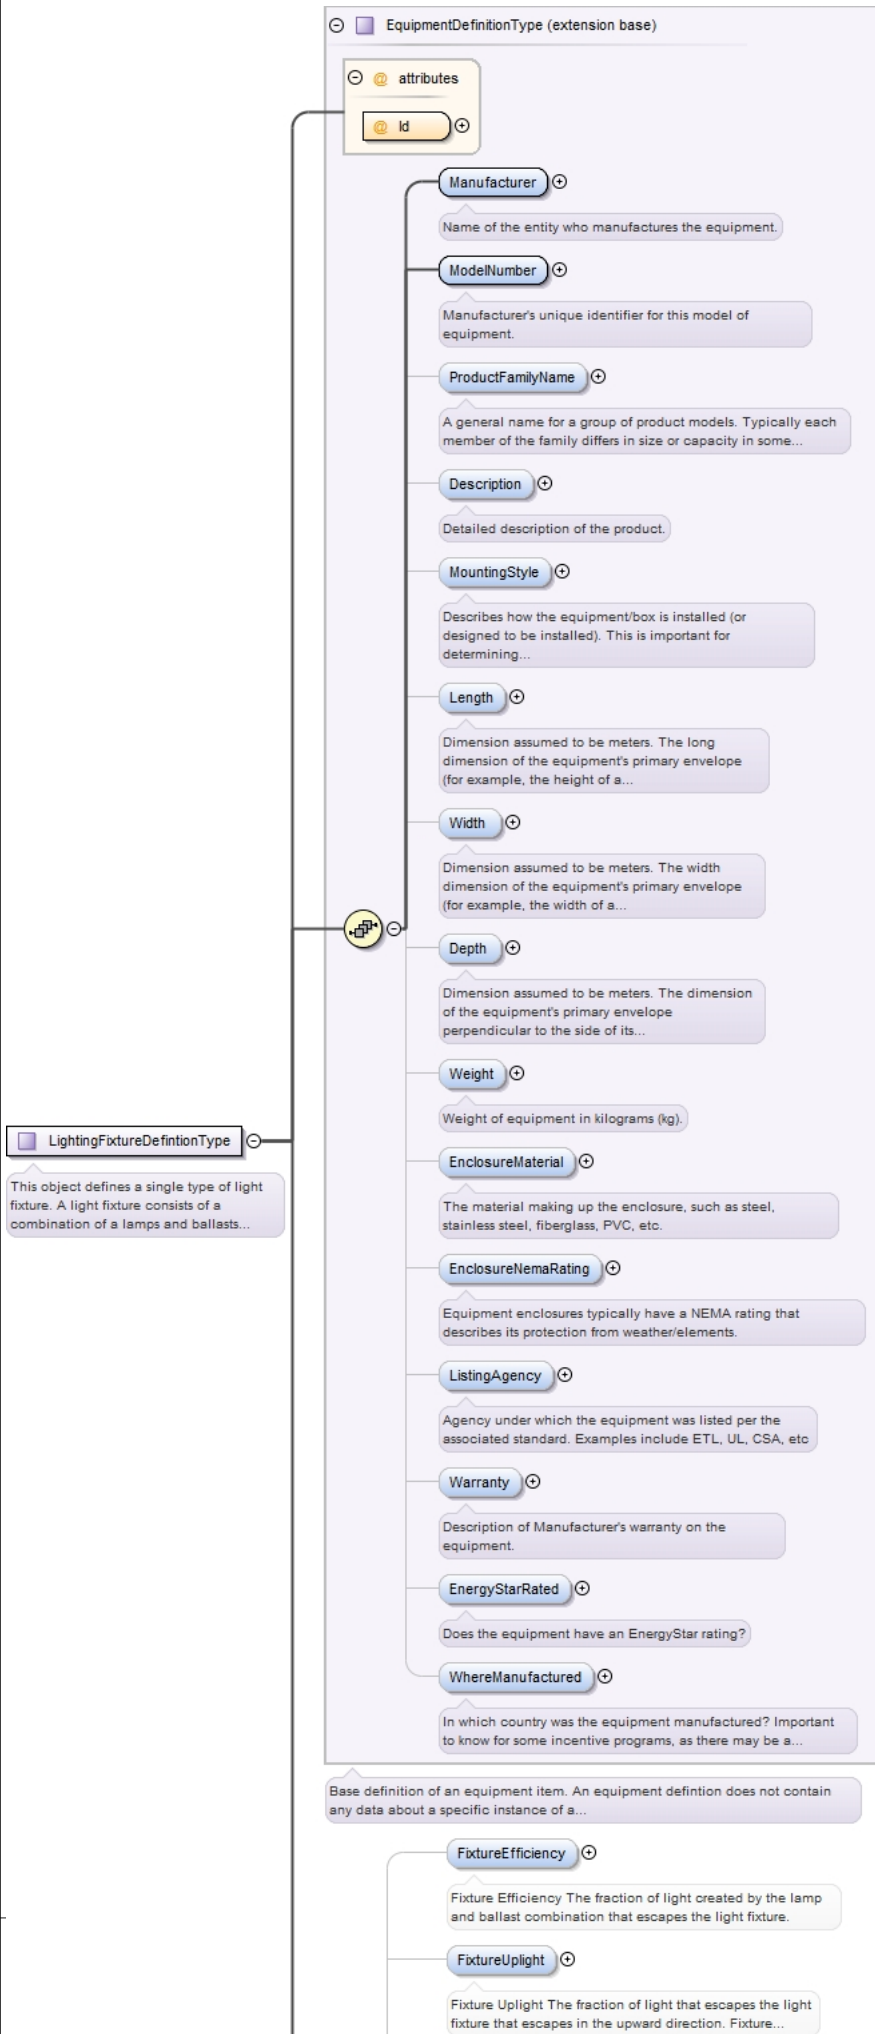 EquipmentDefinitionType (extension base)
@ attributes
@ Id
Manufacturer
Name of the entity who manufactures the equipment.
ModelNumber
Manufacturer's unique identifier for this model of
equipment.
ProductFamilyName
A general name for a group of product models. Typically each
member of the family differs in size or capacity in some...
Description
Detailed description of the product.
MountingStyle
Describes how the equipment/box is installed (or
designed to be installed). This is important for
determining...
Length
Dimension assumed to be meters. The long
dimension of the equipment's primary envelope
(for example, the height of a...
Width
Dimension assumed to be meters. The width
dimension of the equipment's primary envelope
(for example, the width of a...
Depth
Dimension assumed to be meters. The dimension
of the equipment's primary envelope
perpendicular to the side of its...
Weight
Weight of equipment in kilograms (kg).
LightingFixtureDefintionType
This object defines a single type of light
fixture. A light fixture consists of a
combination of a lamps and ballasts...
EnclosureMaterial
The material making up the enclosure, such as steel,
stainless steel, fiberglass, PVC, etc.
EnclosureNemaRating
Equipment enclosures typically have a NEMA rating that
describes its protection from weather/elements.
ListingAgency
Agency under which the equipment was listed per the
associated standard. Examples include ETL, UL, CSA, etc
Warranty
Description of Manufacturer's warranty on the
equipment.
EnergyStarRated
Does the equipment have an EnergyStar rating?
WhereManufactured
In which country was the equipment manufactured? Important
to know for some incentive programs, as there may be a...
Base definition of an equipment item. An equipment defintion does not contain
any data about a specific instance of a...
FixtureEfficiency
Fixture Efficiency The fraction of light created by the lamp
and ballast combination that escapes the light fixture.
FixtureUplight
Fixture Uplight The fraction of light that escapes the light
fixture that escapes in the upward direction. Fixture...